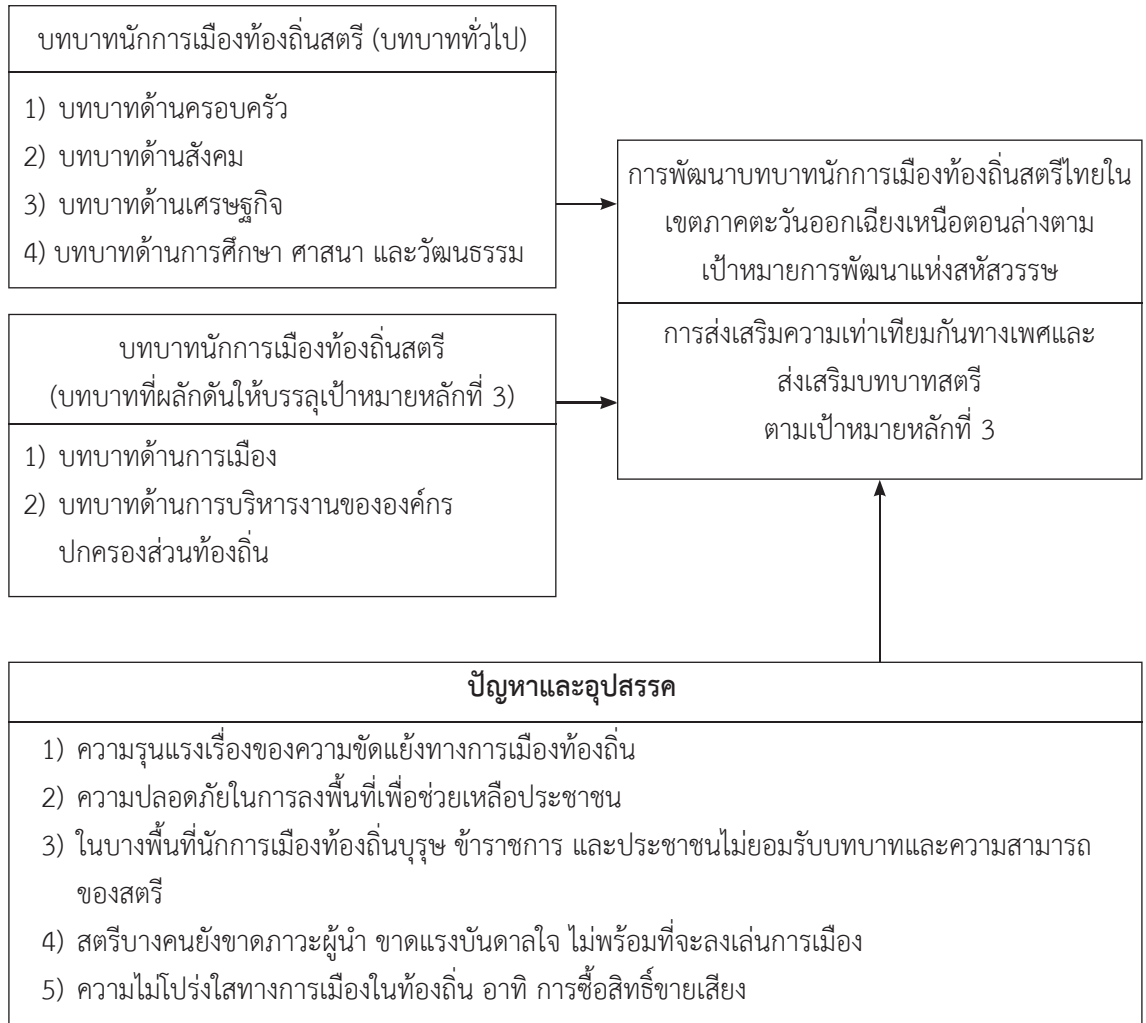 บทบาทนักการเมืองท้องถิ่นสตรี (บทบาททั่วไป)
1) บทบาทด้านครอบครัว
2) บทบาทด้านสังคม
3) บทบาทด้านเศรษฐกิจ
4) บทบาทด้านการศึกษา ศาสนา และวัฒนธรรม
บทบาทนักการเมืองท้องถิ่นสตรี
(บทบาทที่ผลักดันให้บรรลุเป้าหมายหลักที่ 3)
1) บทบาทด้านการเมือง
2) บทบาทด้านการบริหารงานขององค์กร
ปกครองส่วนท้องถิ่น
การพัฒนาบทบาทนักการเมืองท้องถิ่นสตรีไทยใน
เขตภาคตะวันออกเฉียงเหนือตอนล่างตาม
เป้าหมายการพัฒนาแห่งสหัสวรรษ
การส่งเสริมความเท่าเทียมกันทางเพศและ
ส่งเสริมบทบาทสตรี
ตามเป้าหมายหลักที่ 3
ปัญหาและอุปสรรค
1) ความรุนแรงเรื่องของความขัดแย้งทางการเมืองท้องถิ่น
2) ความปลอดภัยในการลงพื้นที่เพื่อช่วยเหลือประชาชน
3) ในบางพื้นที่นักการเมืองท้องถิ่นบุรุษ ข้าราชการ และประชาชนไม่ยอมรับบทบาทและความสามารถ
ของสตรี
4) สตรีบางคนยังขาดภาวะผู้นำ ขาดแรงบันดาลใจ ไม่พร้อมที่จะลงเล่นการเมือง
5) ความไม่โปร่งใสทางการเมืองในท้องถิ่น อาทิ การซื้อสิทธิ์ขายเสียง